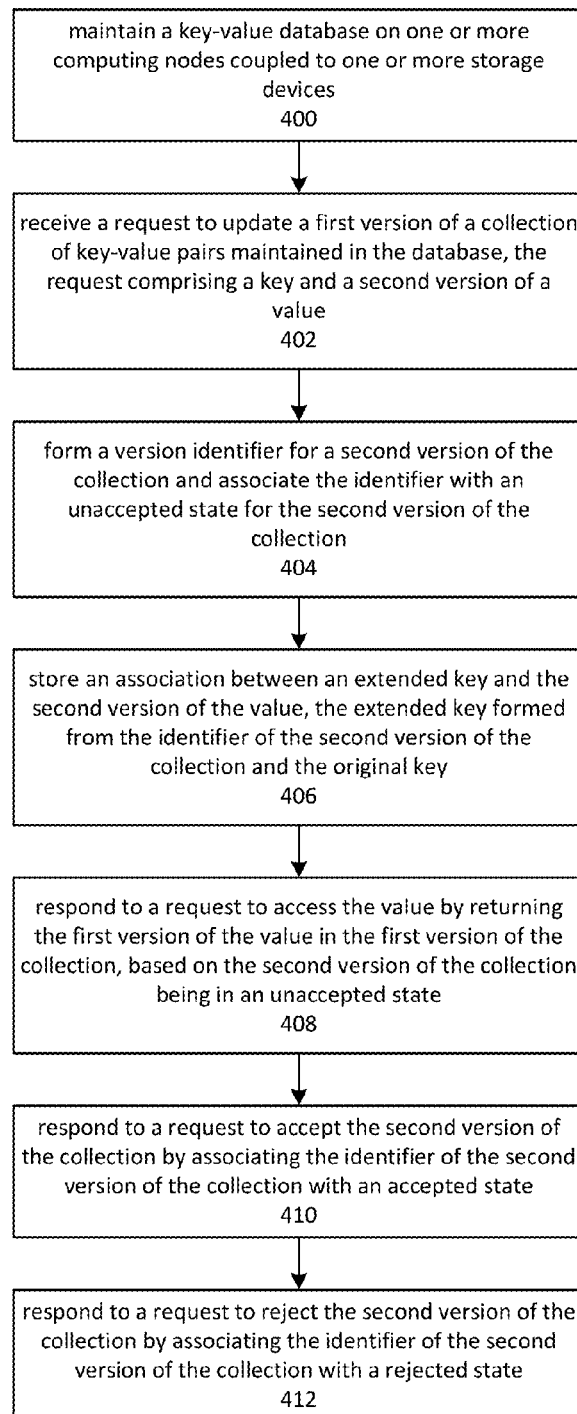 maintain a key-value database on one or more
computing nodes coupled to one or more storage
devices
400
receive a request to update a first version of a collection
of key-value pairs maintained in the database, the
request comprising a key and a second version of a
value
402
form a version identifier for a second version of the
collection and associate the identifier with an
unaccepted state for the second version of the
collection
404
store an association between an extended key and the
second version of the value, the extended key formed
from the identifier of the second version of the
collection and the original key
406
respond to a request to access the value by returning
the first version of the value in the first version of the
collection, based on the second version of the collection
being in an unaccepted state
408
respond to a request to accept the second version of
the collection by associating the identifier of the second
version of the collection with an accepted state
410
respond to a request to reject the second version of the
collection by associating the identifier of the second
version of the collection with a rejected state
412